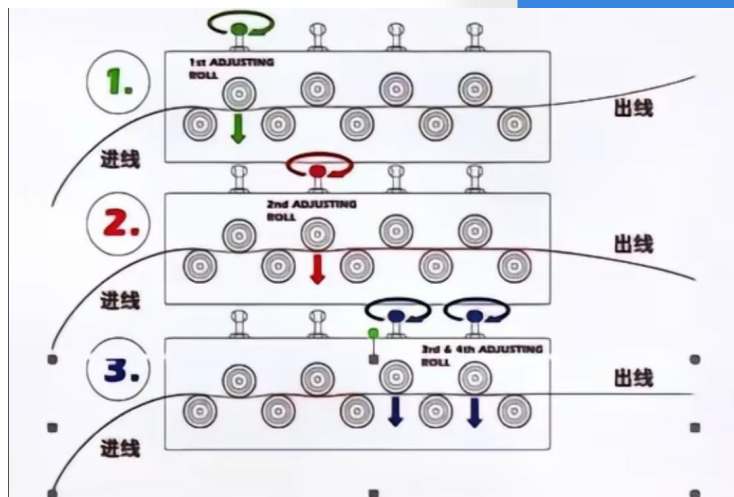 1st ADJUSTING
ROLL
1.
出线
进线
2nd ADJUSTING
ROLL
2.
出线
进线
3rd & 4th ADJUSTING
ROLL
3.
出线
进线